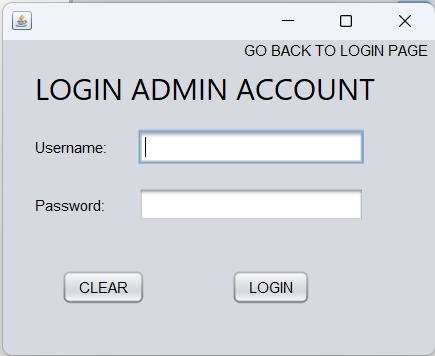 GO BACK TO LOGIN PAGE
LOGIN ADMIN ACCOUNT
Username:
Password:
CLEAR LOGIN